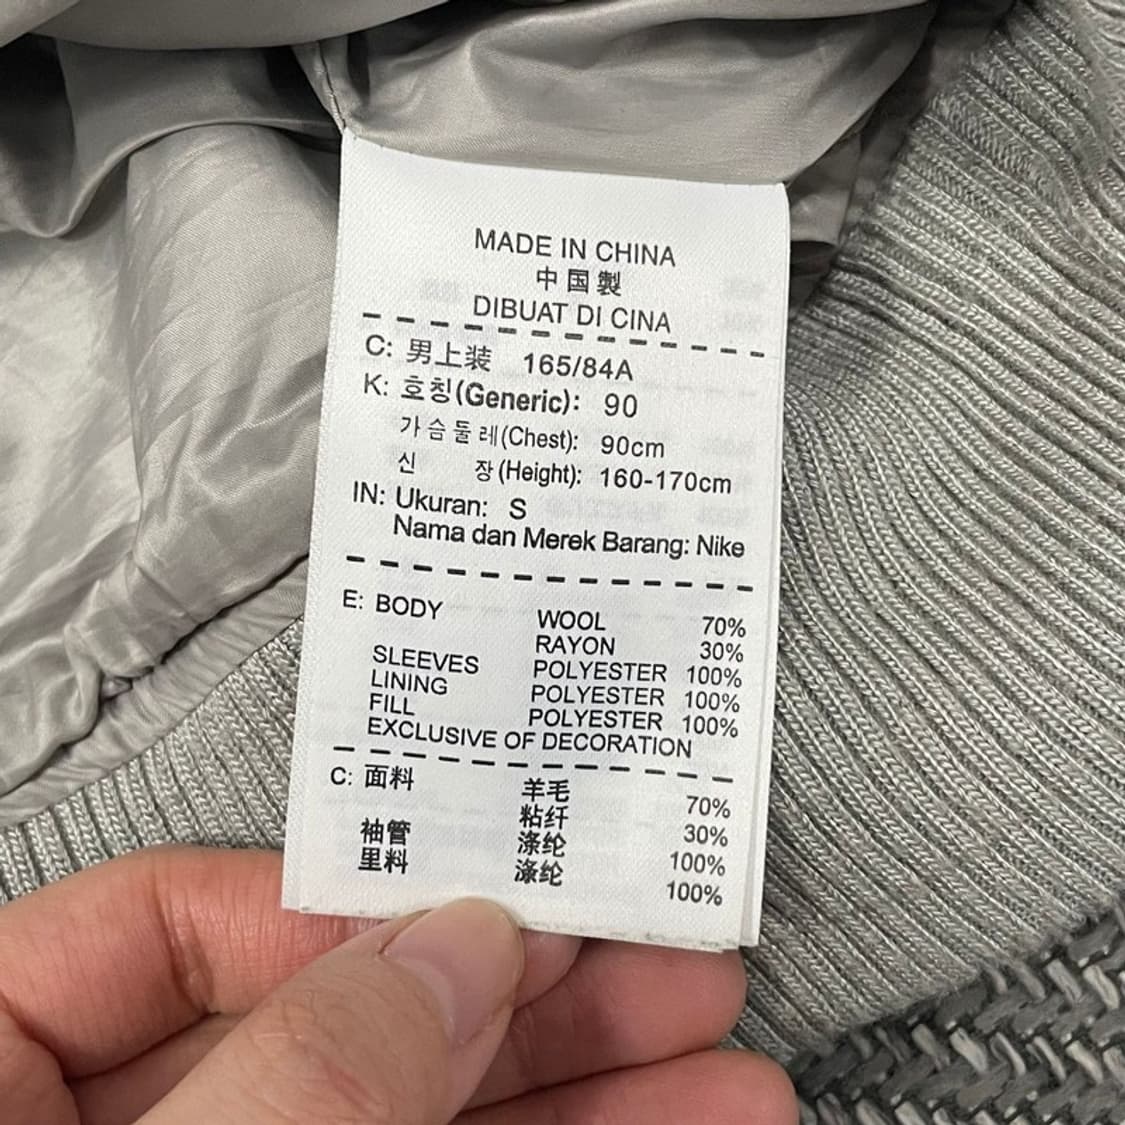 MADE IN CHINA
中国製
DIBUAT DI CINA
C: 男上装 165/84A
K: 호칭(Generic): 90
가슴둘레(Chest): 90cm
신 장(Height): 160-170cm
IN: Ukuran: S
Nama dan Merek Barang: Nike
E: BODY WOOL 70%
RAYON 30%
SLEEVES POLYESTER 100%
LINING POLYESTER 100%
FILL POLYESTER 100%
EXCLUSIVE OF DECORATION
C: 面料 羊毛 70%
粘纤 30%
袖管 涤纶 100%
里料 涤纶 100%